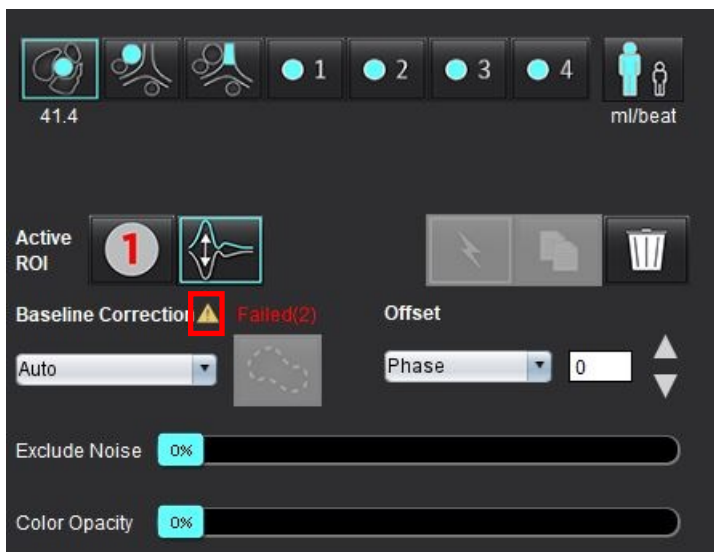 1 2 3 4
41.4 ml/beat
Active
ROI
1
Baseline Correction Failed(2) Offset
Auto Phase 0
Exclude Noise 0%
Color Opacity 0%